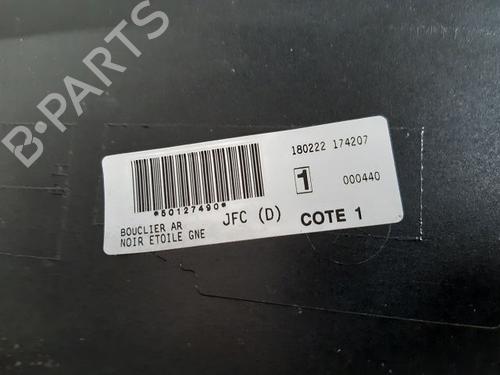 B-PARTS
180222 174207
1 000440
*50127490*
JFC (D) COTE 1
BOUCLIER AR
NOIR ETOILE GNE